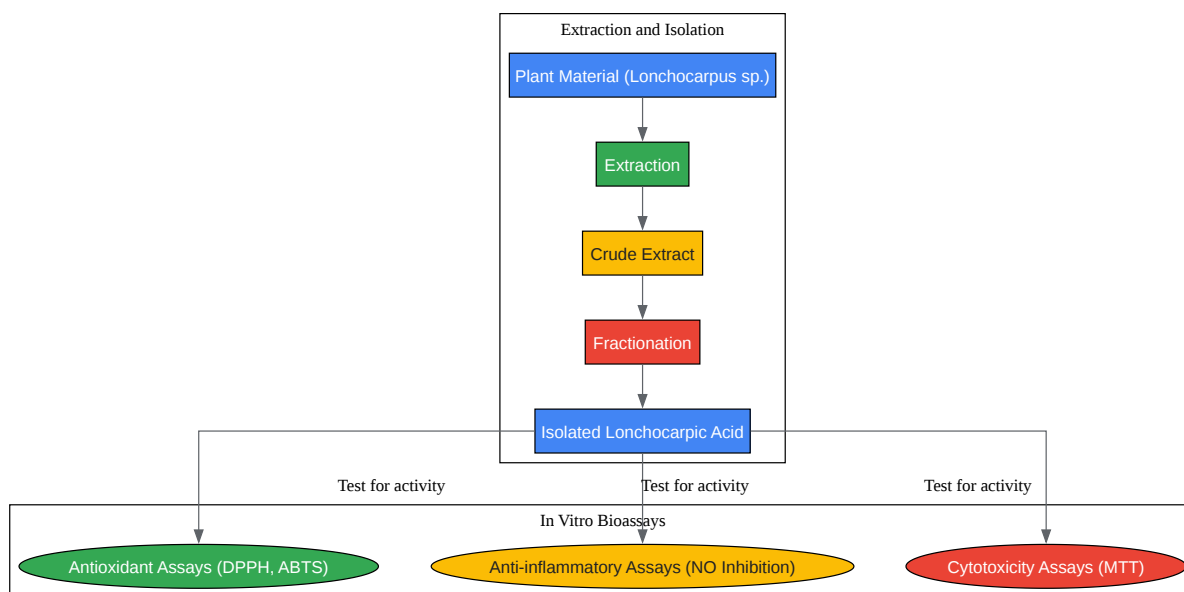 Extraction and Isolation
Plant Material (Lonchocarpus sp.)
Extraction
Crude Extract
Fractionation
Isolated Lonchocarpic Acid
Test for activity
Test for activity
Test for activity
In Vitro Bioassays
Antioxidant Assays (DPPH, ABTS)
Anti-inflammatory Assays (NO Inhibition)
Cytotoxicity Assays (MTT)